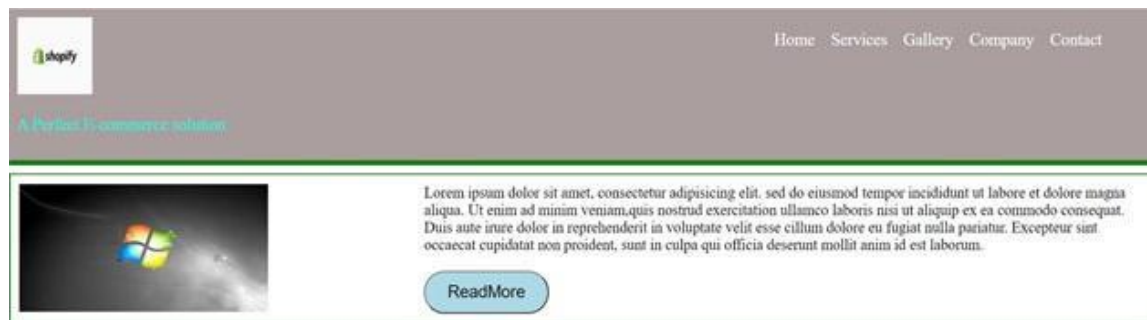 shopify
Home Services Gallery Company Contact
A Perfect E-commerce solution
Lorem ipsum dolor sit amet, consectetur adipisicing elit. sed do eiusmod tempor incididunt ut labore et dolore magna
aliqua. Ut enim ad minim veniam,quis nostrud exercitation ullamco laboris nisi ut aliquip ex ea commodo consequat.
Duis aute irure dolor in reprehenderit in voluptate velit esse cillum dolore eu fugiat nulla pariatur. Excepteur sint
occaecat cupidatat non proident, sunt in culpa qui officia deserunt mollit anim id est laborum.
ReadMore